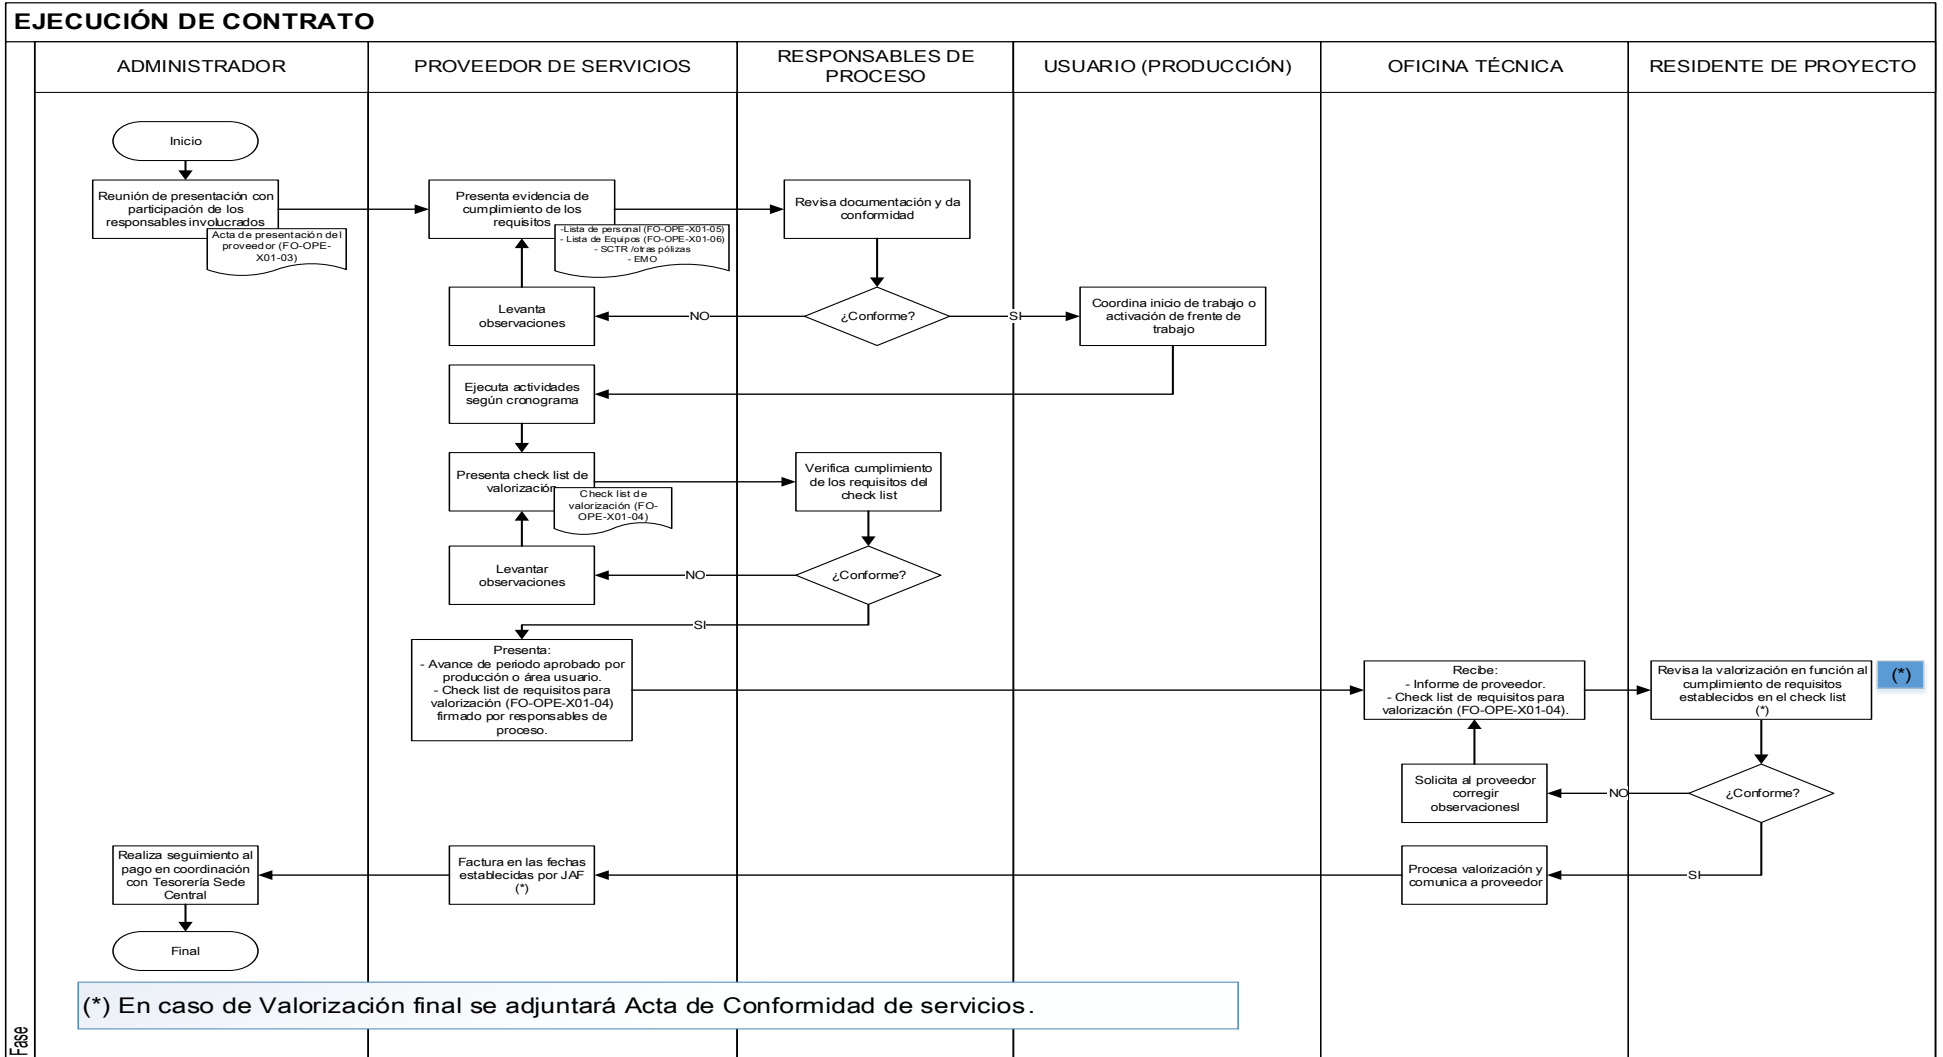 EJECUCIÓN DE CONTRATO
ADMINISTRADOR
PROVEEDOR DE SERVICIOS
RESPONSABLES DE
PROCESO
USUARIO (PRODUCCIÓN)
OFICINA TÉCNICA
RESIDENTE DE PROYECTO
Inicio
Reunión de presentación con
participación de los
responsables involucrados
Acta de presentación del
proveedor (FO-OPE-
X01-03)
Presenta evidencia de
cumplimiento de los
requisitos
-Lista de personal (FO-OPE-X01-05)
- Lista de Equipos (FO-OPE-X01-06)
- SCTR /otras pólizas
- EMO
Revisa documentación y da
conformidad
¿Conforme?
NO
SI
Levanta
observaciones
Coordina inicio de trabajo o
activación de frente de
trabajo
Ejecuta actividades
según cronograma
Presenta check list de
valorización
Check list de
valorización (FO-
OPE-X01-04)
Verifica cumplimiento
de los requisitos del
check list
¿Conforme?
NO
SI
Levantar
observaciones
Presenta:
- Avance de periodo aprobado por
producción o área usuario.
- Check list de requisitos para
valorización (FO-OPE-X01-04)
firmado por responsables de
proceso.
Recibe:
- Informe de proveedor.
- Check list de requisitos para
valorización (FO-OPE-X01-04).
Revisa la valorización en función al
cumplimiento de requisitos
establecidos en el check list
(*)
(*)
¿Conforme?
NO
SI
Solicita al proveedor
corregir
observacionesl
Procesa valorización y
comunica a proveedor
Factura en las fechas
establecidas por JAF
(*)
Realiza seguimiento al
pago en coordinación
con Tesorería Sede
Central
Final
(*) En caso de Valorización final se adjuntará Acta de Conformidad de servicios.
Fase